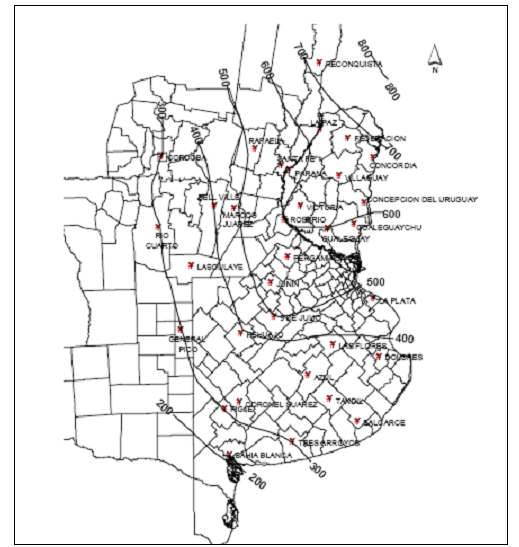 800
700
800
600
RECONQUISTA
N
500
LA PAZ
300
400
FEDERACION
700
RAFAELA
CORDOBA
SANTA FE
CONCORDIA
PARANA
VILLAGUAY
BELL VILLE
VICTORIA
CONCEPCION DEL URUGUAY
MARCOS
JUAREZ
600
ROSARIO
GUALEGUAYCHU
RIO
CUARTO
GUALEGUAY
PERGAMI
ILABOULAYE
JUNIN
500
LA PLATA
9 DE JULIO
GENERAL
PICO
PEHUAJO
400
LAS FLORES
DOLORES
AZUL
200
CORONEL SUAREZ
TANDIL
PIGUE
BALCARCE
TRES ARROYOS
BAHIA BLANCA
300
200